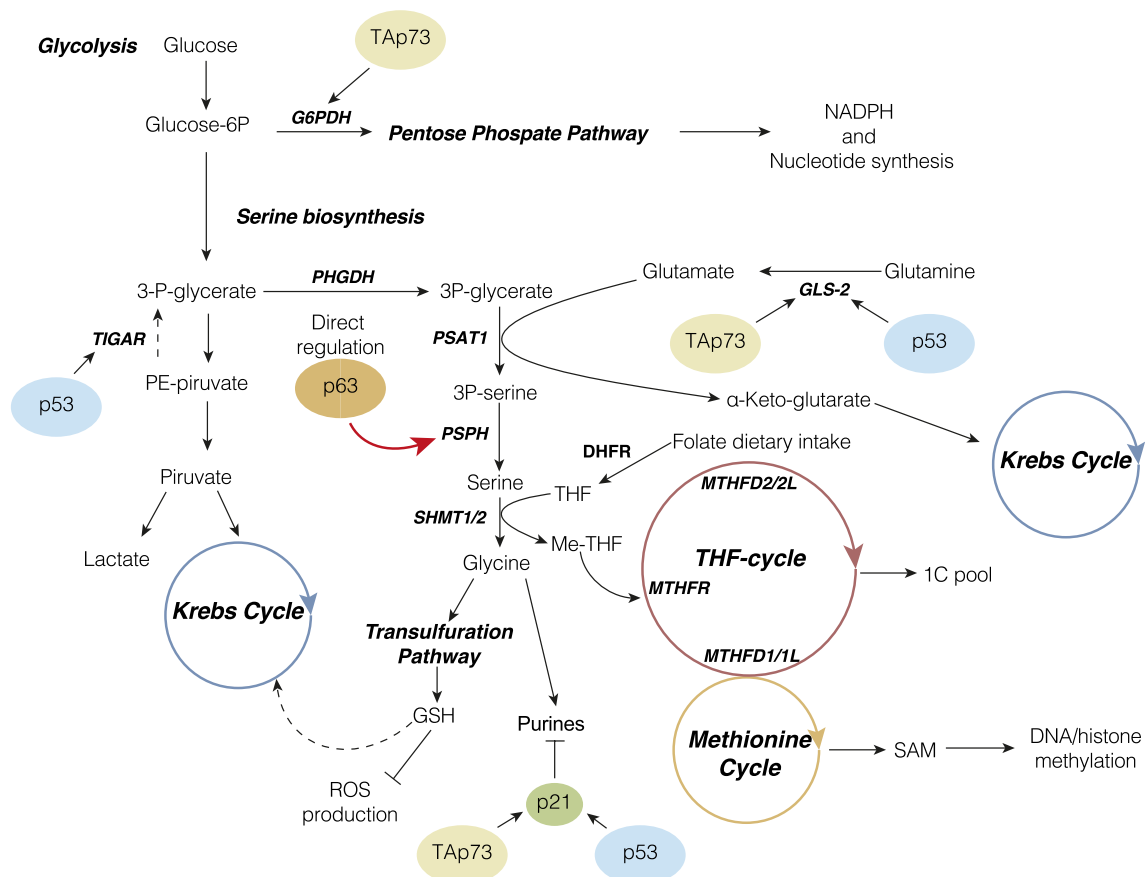 Glycolysis
Glucose
TAp73
Glucose-6P
G6PDH
Pentose Phospate Pathway
NADPH
and
Nucleotide synthesis
Serine biosynthesis
3-P-glycerate
PHGDH
3P-glycerate
Glutamate
Glutamine
GLS-2
TAp73
p53
TIGAR
p53
Direct
regulation
p63
PSAT1
PE-piruvate
3P-serine
α-Keto-glutarate
Krebs Cycle
PSPH
DHFR
Folate dietary intake
Piruvate
Serine
THF
MTHFD2/2L
SHMT1/2
Me-THF
THF-cycle
1C pool
Lactate
Glycine
MTHFR
Krebs Cycle
Transulfuration
Pathway
MTHFD1/1L
GSH
Purines
Methionine
Cycle
SAM
DNA/histone
methylation
ROS
production
p21
TAp73
p53